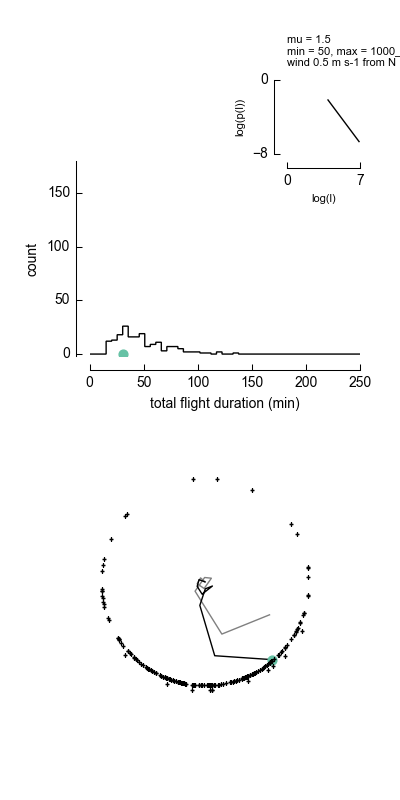 mu = 1.5
min = 50, max = 1000_
wind 0.5 m s-1 from N
log(p(l))
0
−8
0
7
log(l)
count
150
100
50
0
0
50
100
150
200
250
total flight duration (min)